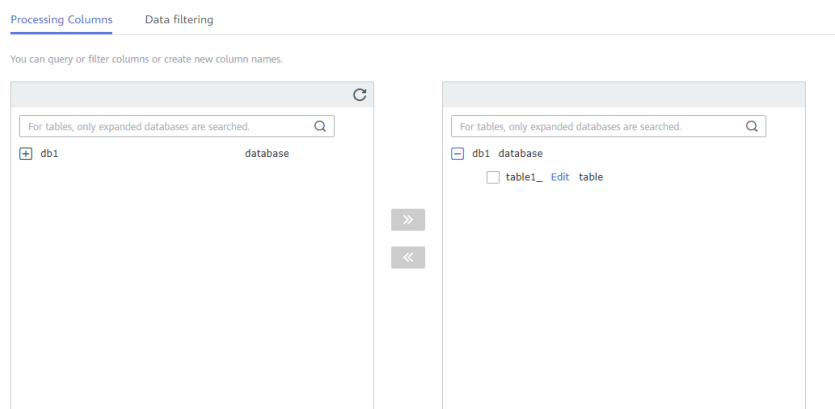 Processing Columns Data filtering
You can query or filter columns or create new column names.
For tables, only expanded databases are searched.
db1 database
For tables, only expanded databases are searched.
db1 database
table1_ Edit table